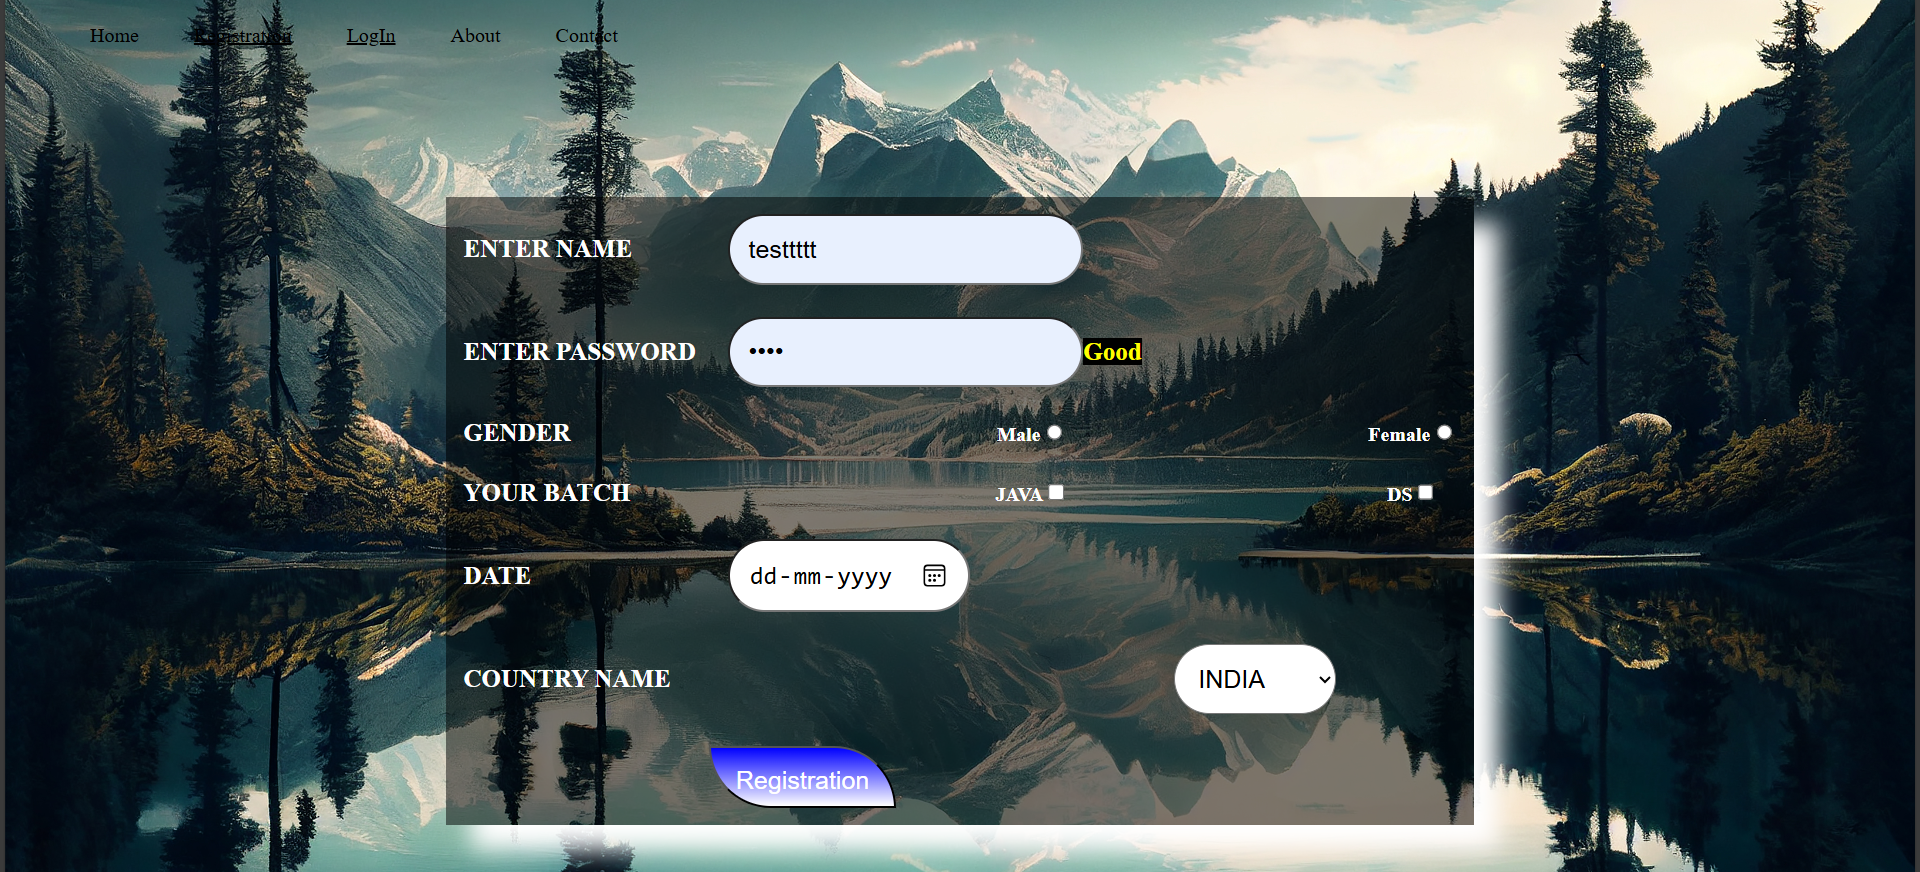 Home Registration LogIn About Contact
ENTER NAME testtttt
ENTER PASSWORD •••• Good
GENDER Male Female
YOUR BATCH JAVA DS
DATE dd-mm-yyyy
COUNTRY NAME INDIA
Registration